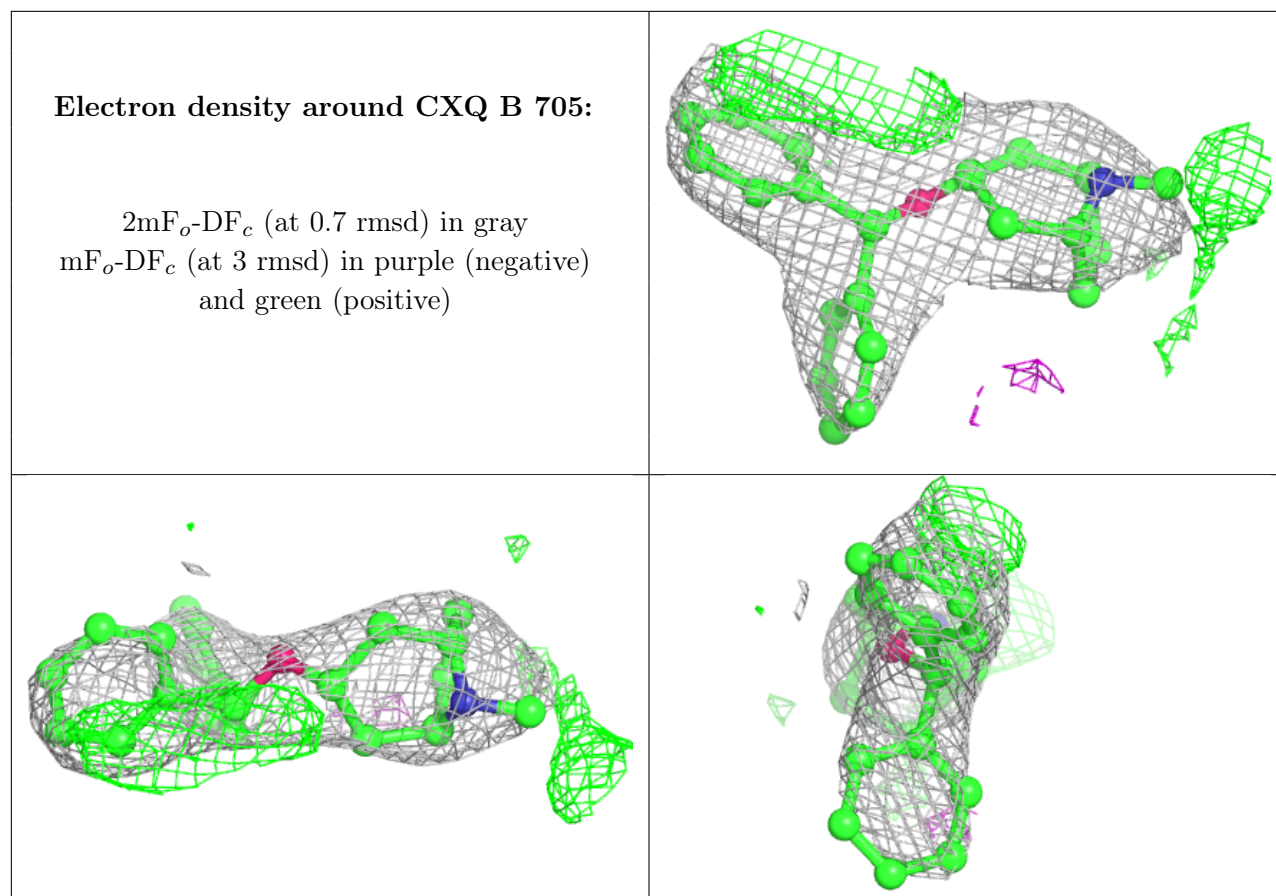 Electron density around CXQ B 705:
2mFₒ-DF𝒸 (at 0.7 rmsd) in gray
mFₒ-DF𝒸 (at 3 rmsd) in purple (negative)
and green (positive)